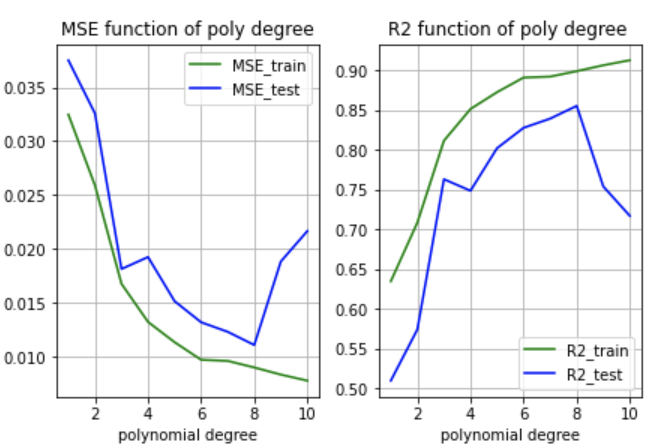 MSE function of poly degree
MSE_train
MSE_test
0.035
0.030
0.025
0.020
0.015
0.010
2 4 6 8 10
polynomial degree
R2 function of poly degree
0.90
0.85
0.80
0.75
0.70
0.65
0.60
0.55
0.50
R2_train
R2_test
2 4 6 8 10
polynomial degree